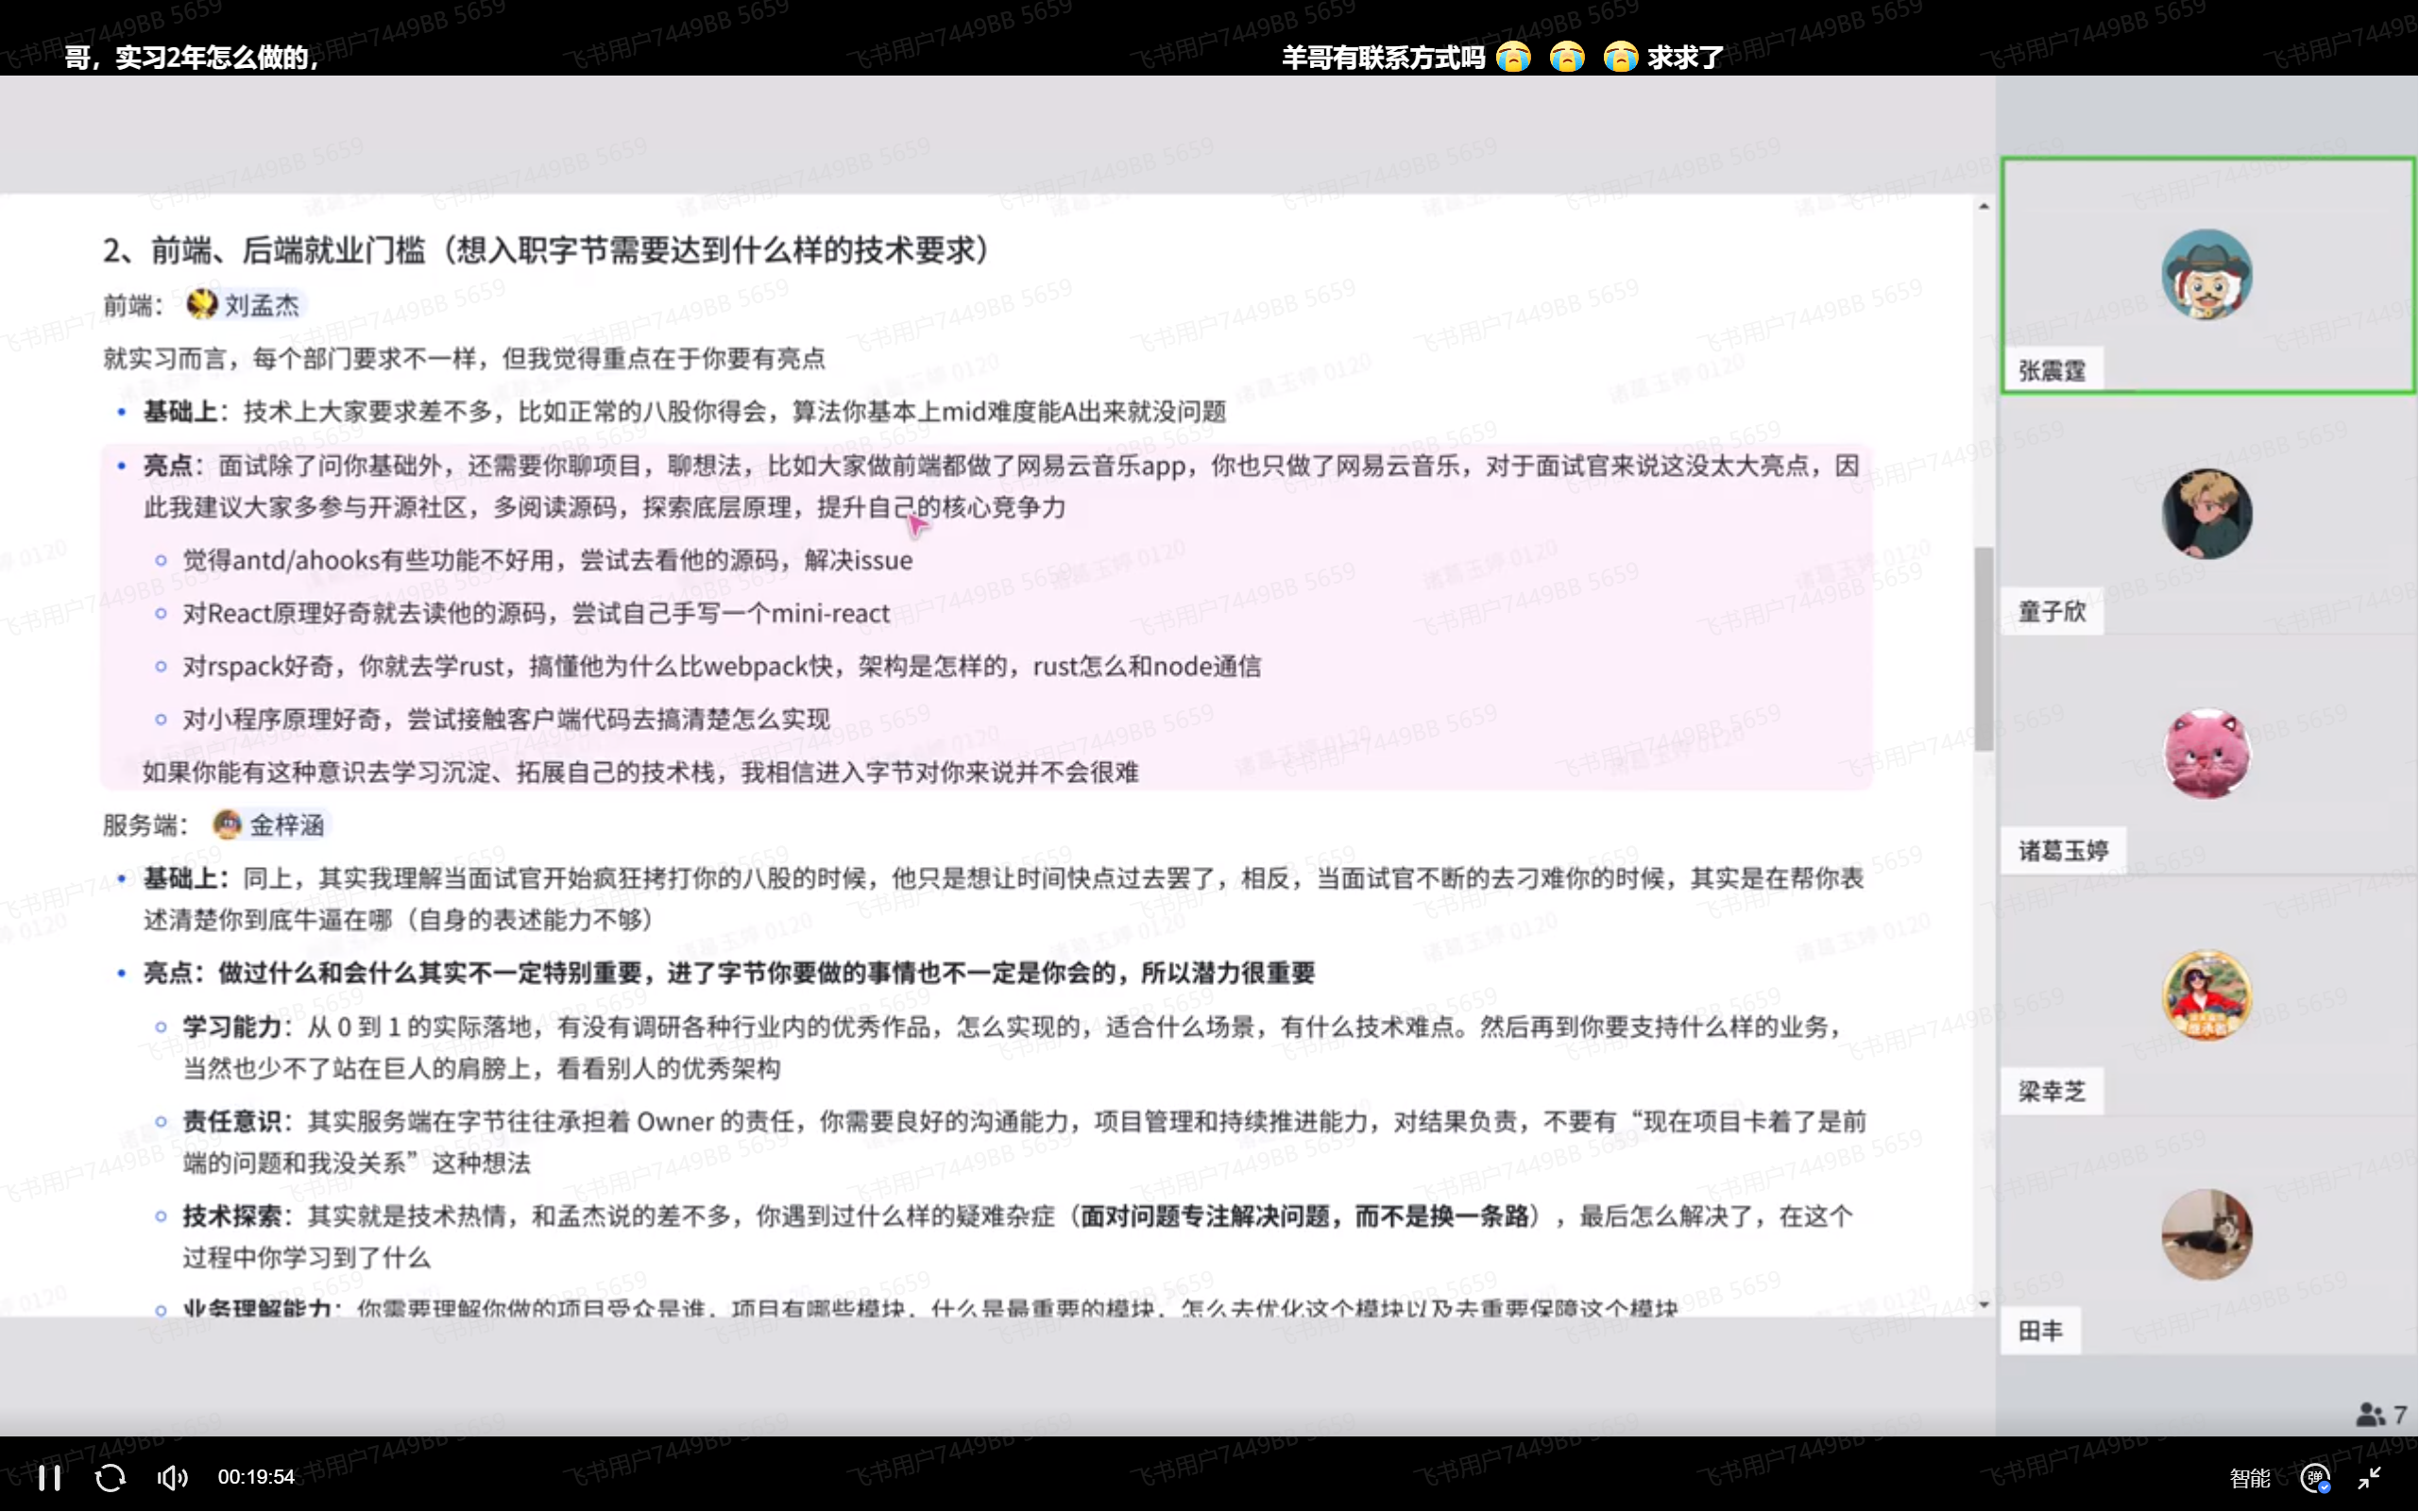 哥，实习2年怎么做的，
羊哥有联系方式吗😭 😭 😭求求了
2、前端、后端就业门槛（想入职字节需要达到什么样的技术要求）
前端： 刘孟杰
就实习而言，每个部门要求不一样，但我觉得重点在于你要有亮点
• 基础上：技术上大家要求差不多，比如正常的八股你得会，算法你基本上mid难度能A出来就没问题
• 亮点：面试除了问你基础外，还需要你聊项目，聊想法，比如大家做前端都做了网易云音乐app，你也只做了网易云音乐，对于面试官来说这没太大亮点，因
此我建议大家多参与开源社区，多阅读源码，探索底层原理，提升自己的核心竞争力
◦ 觉得antd/ahooks有些功能不好用，尝试去看他的源码，解决issue
◦ 对React原理好奇就去读他的源码，尝试自己手写一个mini-react
◦ 对rspack好奇，你就去学rust，搞懂他为什么比webpack快，架构是怎样的，rust怎么和node通信
◦ 对小程序原理好奇，尝试接触客户端代码去搞清楚怎么实现
如果你能有这种意识去学习沉淀、拓展自己的技术栈，我相信进入字节对你来说并不会很难
服务端： 金梓涵
• 基础上：同上，其实我理解当面试官开始疯狂拷打你的八股的时候，他只是想让时间快点过去罢了，相反，当面试官不断的去刁难你的时候，其实是在帮你表
述清楚你到底牛逼在哪（自身的表述能力不够）
• 亮点：做过什么和会什么其实不一定特别重要，进了字节你要做的事情也不一定是你会的，所以潜力很重要
◦ 学习能力：从 0 到 1 的实际落地，有没有调研各种行业内的优秀作品，怎么实现的，适合什么场景，有什么技术难点。然后再到你要支持什么样的业务，
当然也少不了站在巨人的肩膀上，看看别人的优秀架构
◦ 责任意识：其实服务端在字节往往承担着 Owner 的责任，你需要良好的沟通能力，项目管理和持续推进能力，对结果负责，不要有“现在项目卡着了是前
端的问题和我没关系”这种想法
◦ 技术探索：其实就是技术热情，和孟杰说的差不多，你遇到过什么样的疑难杂症（面对问题专注解决问题，而不是换一条路），最后怎么解决了，在这个
过程中你学习到了什么
◦ 业务理解能力：你需要理解你做的项目受众是谁，项目有哪些模块，什么是最重要的模块，怎么去优化这个模块以及去重要保障这个模块
张震霆
童子欣
诸葛玉婷
梁幸芝
田丰
7
00:19:54
智能
弹
飞书用户7449BB 5659
诸葛玉婷 0120